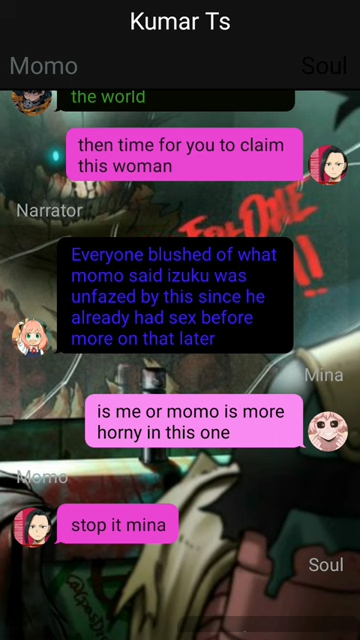 Kumar Ts
Momo
Soul
the world
then time for you to claim
this woman
Narrator
Everyone blushed of what
momo said izuku was
unfazed by this since he
already had sex before
more on that later
Mina
is me or momo is more
horny in this one
Momo
stop it mina
Soul